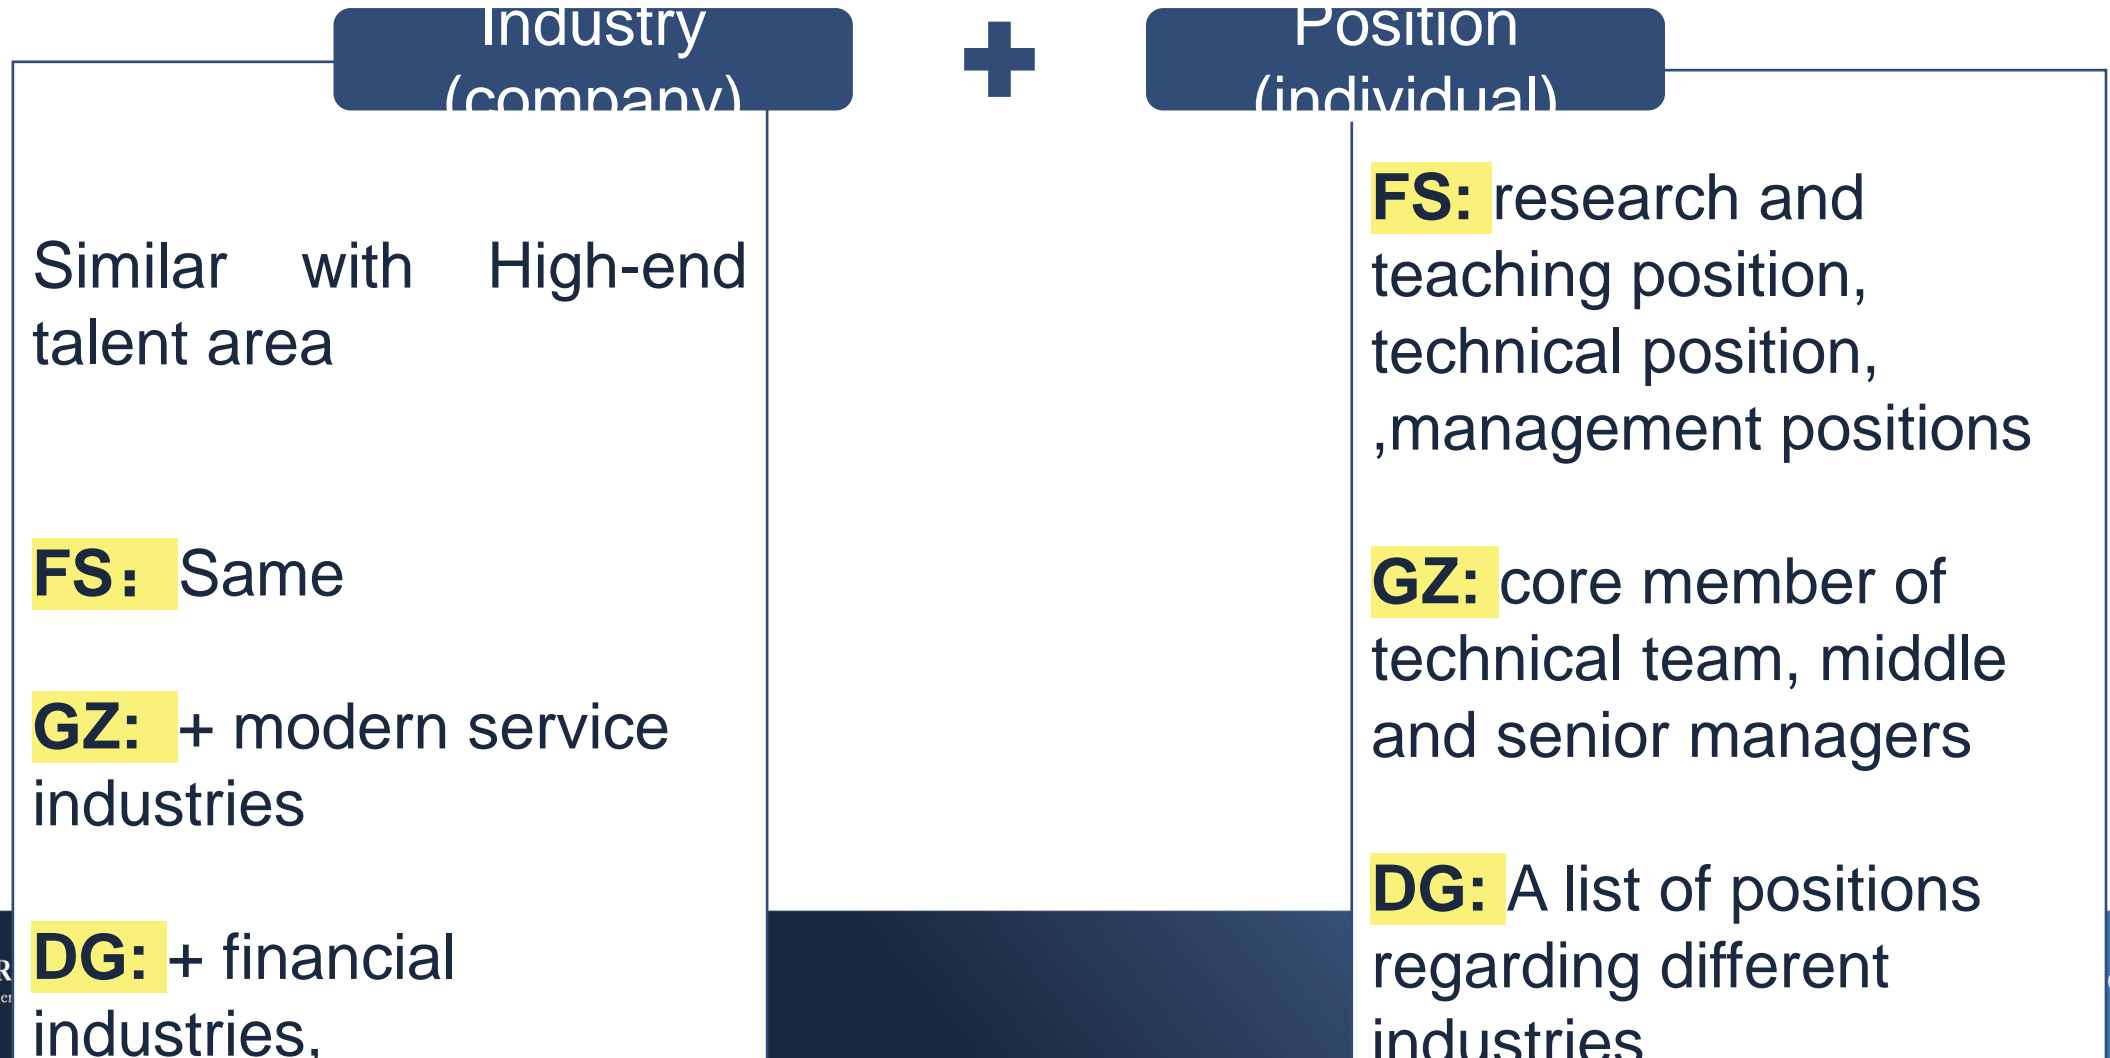 Industry
(company)
Position
(individual)
Similar with High-end
talent area
FS：Same
GZ: + modern service
industries
DG: + financial
industries,
FS: research and
teaching position,
technical position,
,management positions
GZ: core member of
technical team, middle
and senior managers
DG: A list of positions
regarding different
industries